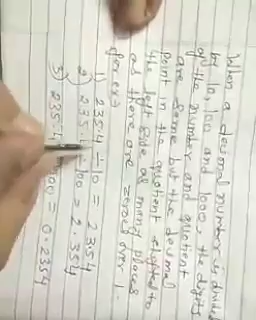 When a decimal number is divided
by 10, 100 and 1000, the digits
of the number and quotient
are same but the decimal
point in the quotient shifted to
the left side as many places
as there are zeros over 1.
for ex>
1) 235.4 ÷ 10 = 23.54
2) 235. 100 = 2.354
3) 235.4 = 0.2354